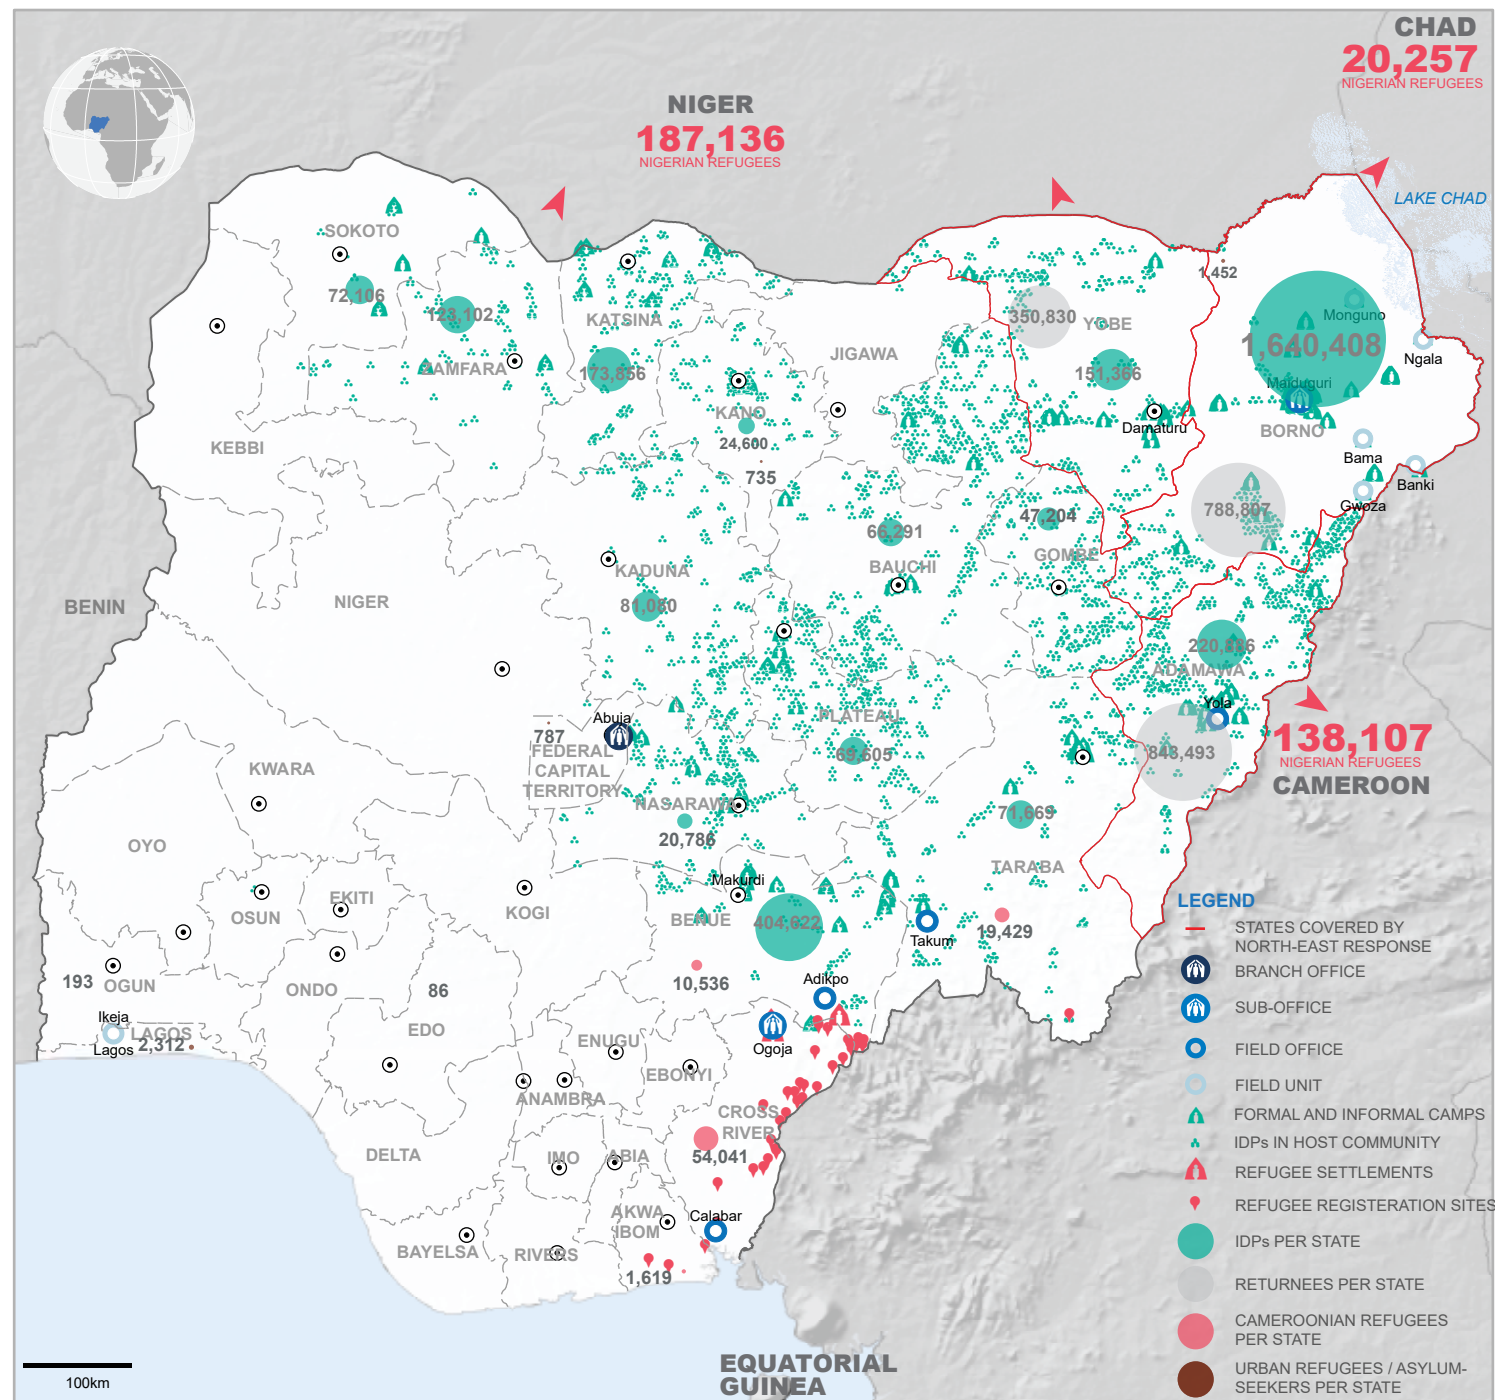 CHAD
20,257
NIGERIAN REFUGEES
NIGER
187,136
NIGERIAN REFUGEES
LAKE CHAD
SOKOTO
72,106
123,102
ZAMFARA
KATSINA
173,856
KEBBI
JIGAWA
KANO
24,600
735
350,830
YOBE
151,366
Damaturu
1,452
Monguno
1,640,408
Ngala
Maiduguri
BORNO
Bama
Banki
Gwoza
788,807
47,204
GOMBE
66,291
BAUCHI
KADUNA
81,080
NIGER
BENIN
220,886
ADAMAWA
Yola
843,493
138,107
NIGERIAN REFUGEES
CAMEROON
PLATEAU
69,605
Abuja
787
FEDERAL
CAPITAL
TERRITORY
NASARAWA
20,786
KWARA
OYO
OSUN
EKITI
KOGI
Makurdi
BENUE
404,622
10,536
71,669
TARABA
19,429
Takum
Adikpo
Ogoja
193
OGUN
ONDO
86
EDO
Ikeja
LAGOS
Lagos
2,312
ENUGU
EBONYI
ANAMBRA
CROSS
RIVER
54,041
DELTA
IMO
ABIA
AKWA
IBOM
Calabar
BAYELSA
RIVERS
1,619
EQUATORIAL
GUINEA
100km
LEGEND
STATES COVERED BY
NORTH-EAST RESPONSE
BRANCH OFFICE
SUB-OFFICE
FIELD OFFICE
FIELD UNIT
FORMAL AND INFORMAL CAMPS
IDPs IN HOST COMMUNITY
REFUGEE SETTLEMENTS
REFUGEE REGISTERATION SITES
IDPs PER STATE
RETURNEES PER STATE
CAMEROONIAN REFUGEES
PER STATE
URBAN REFUGEES / ASYLUM-
SEEKERS PER STATE